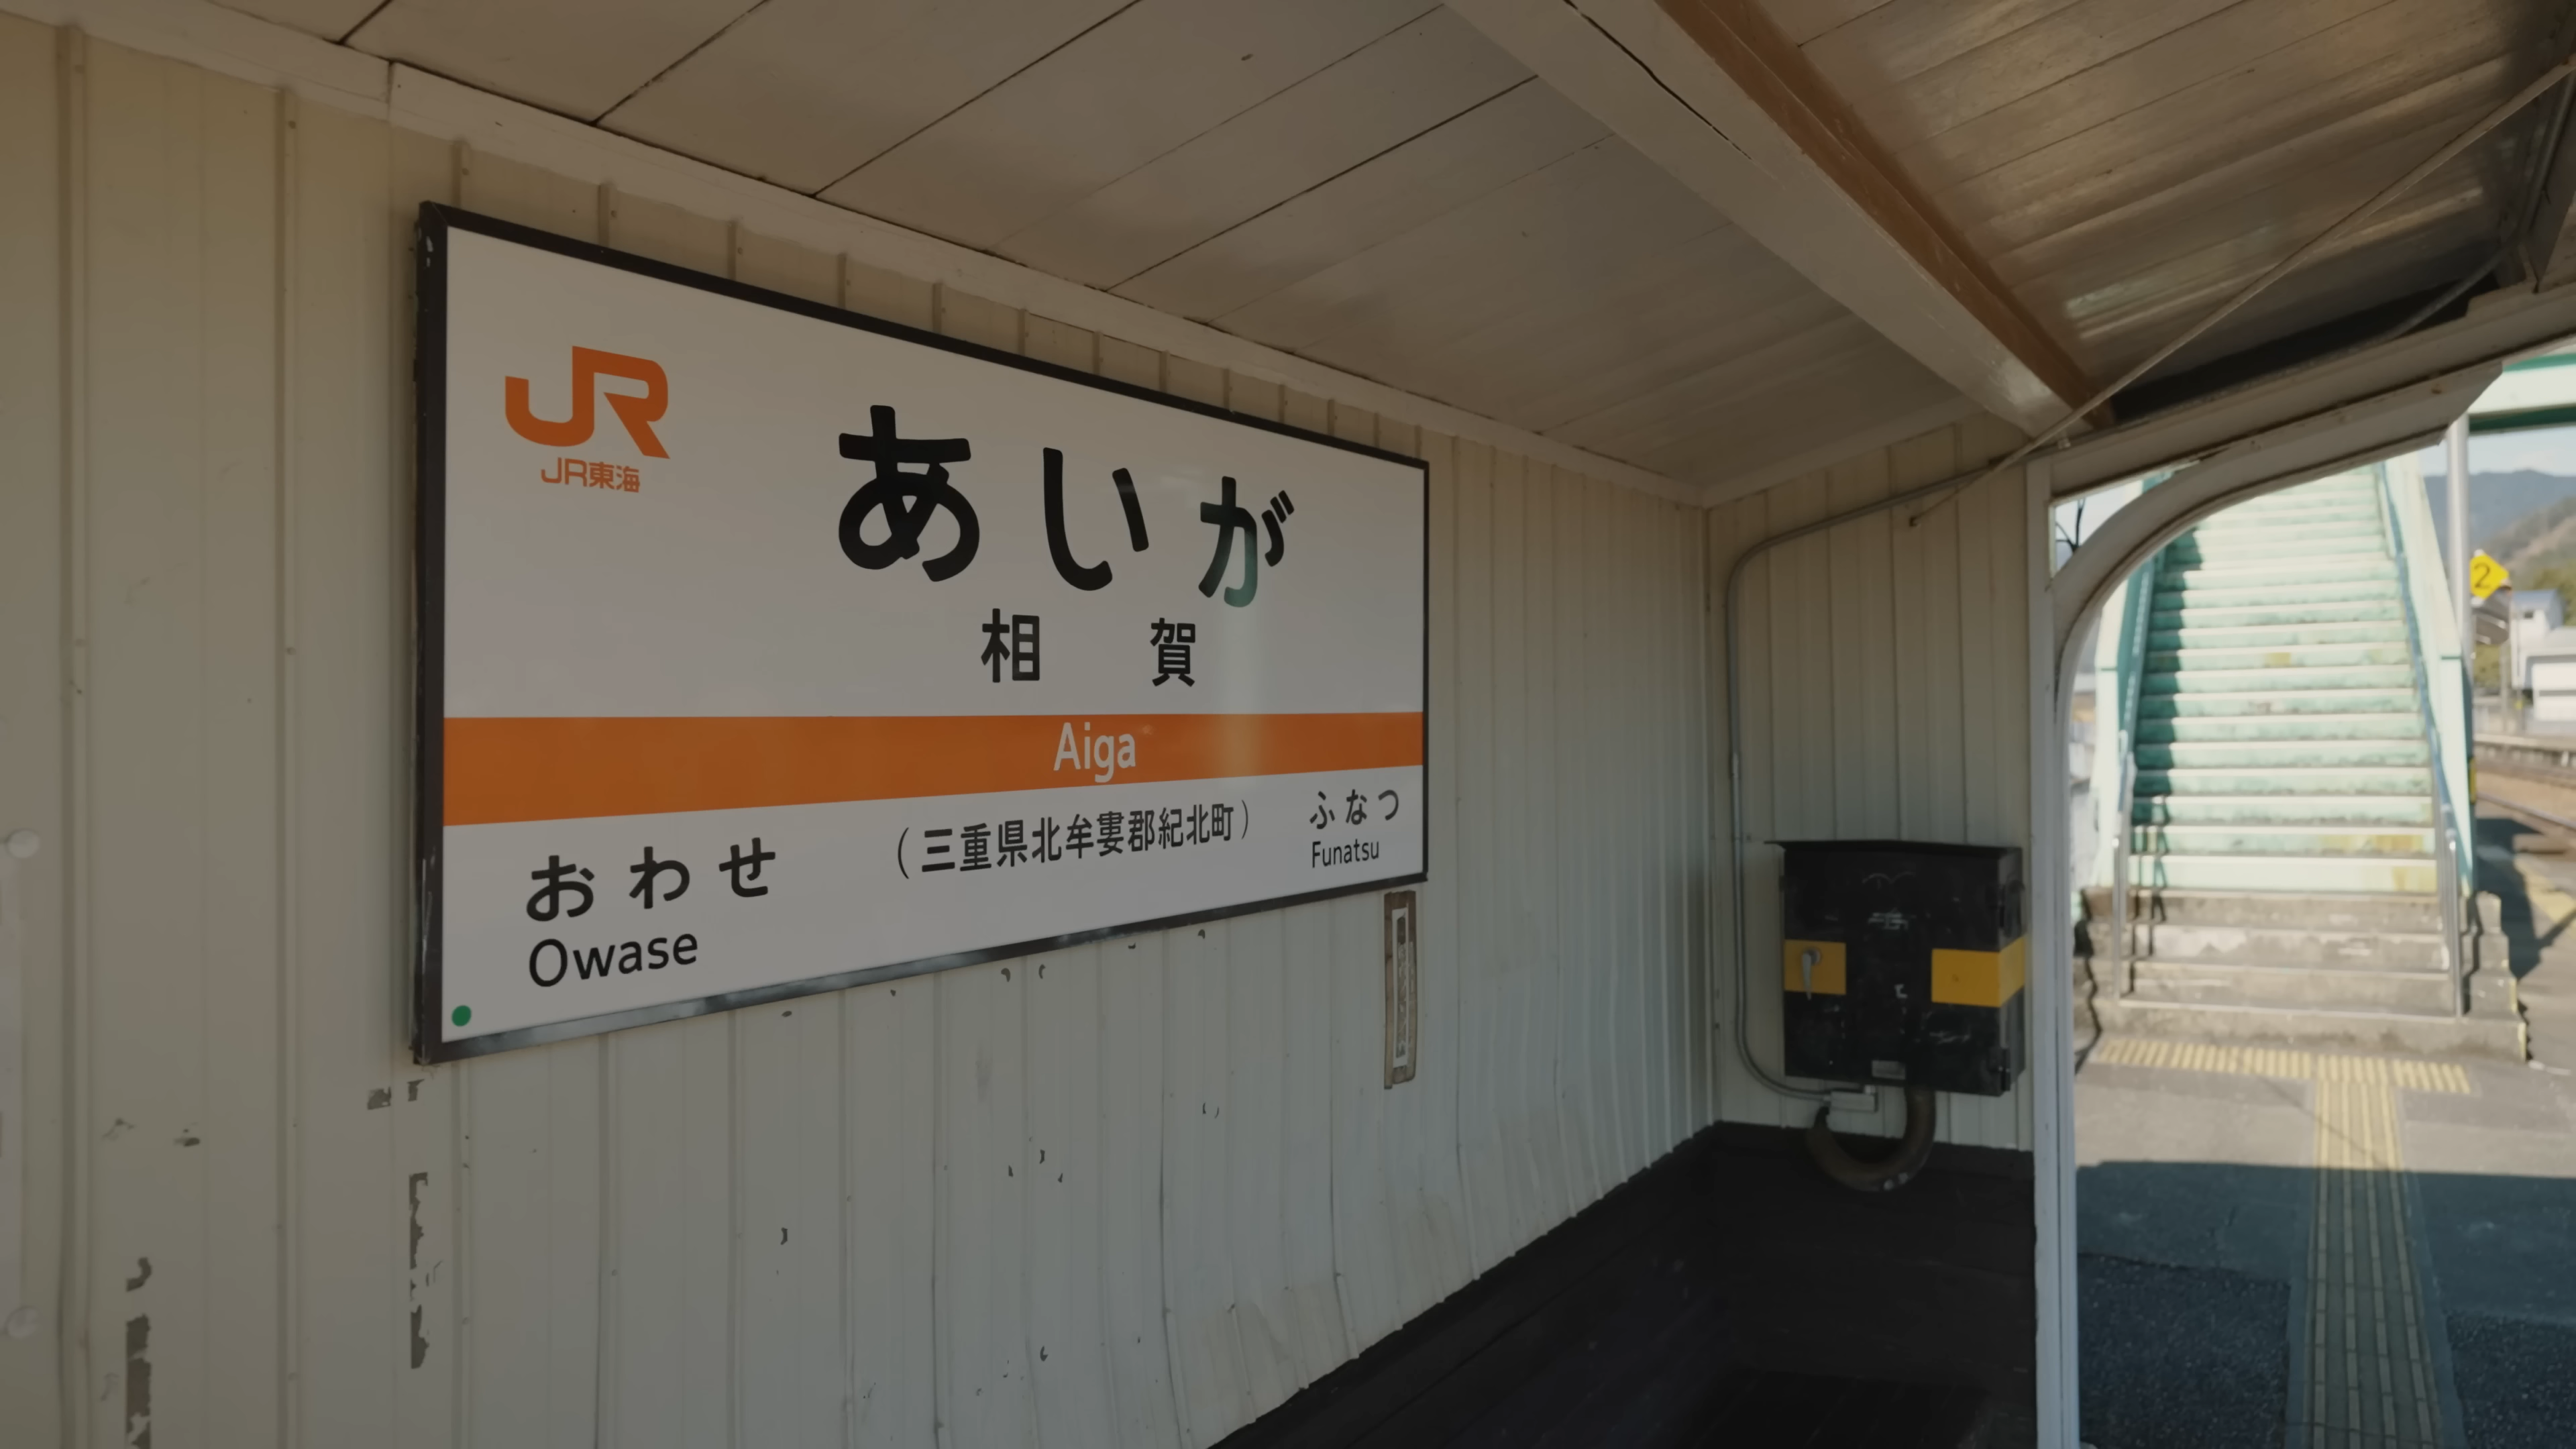 JR
JR東海
あいが
相賀
Aiga
(三重県北牟婁郡紀北町)
おわせ
Owase
ふなつ
Funatsu
2